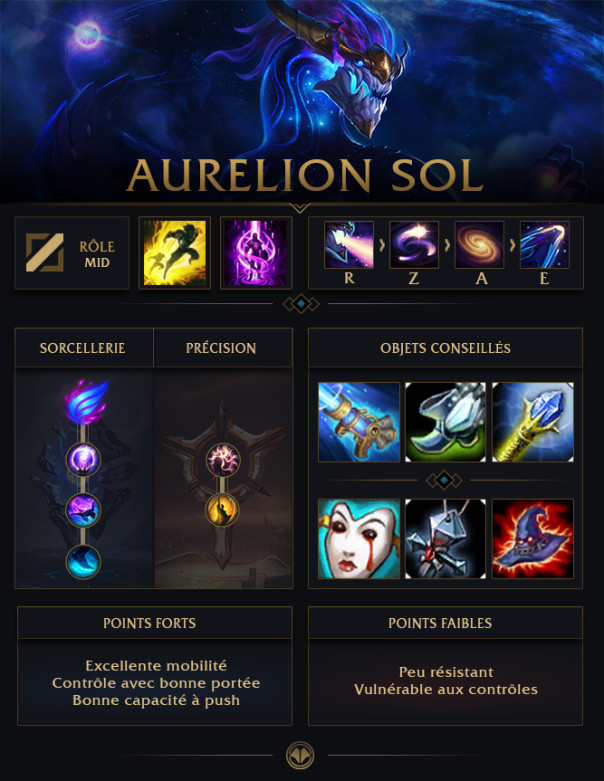 AURELION SOL
RÔLE
MID
R
Z
A
E
SORCELLERIE
PRÉCISION
OBJETS CONSEILLÉS
POINTS FORTS
Excellente mobilité
Contrôle avec bonne portée
Bonne capacité à push
POINTS FAIBLES
Peu résistant
Vulnérable aux contrôles